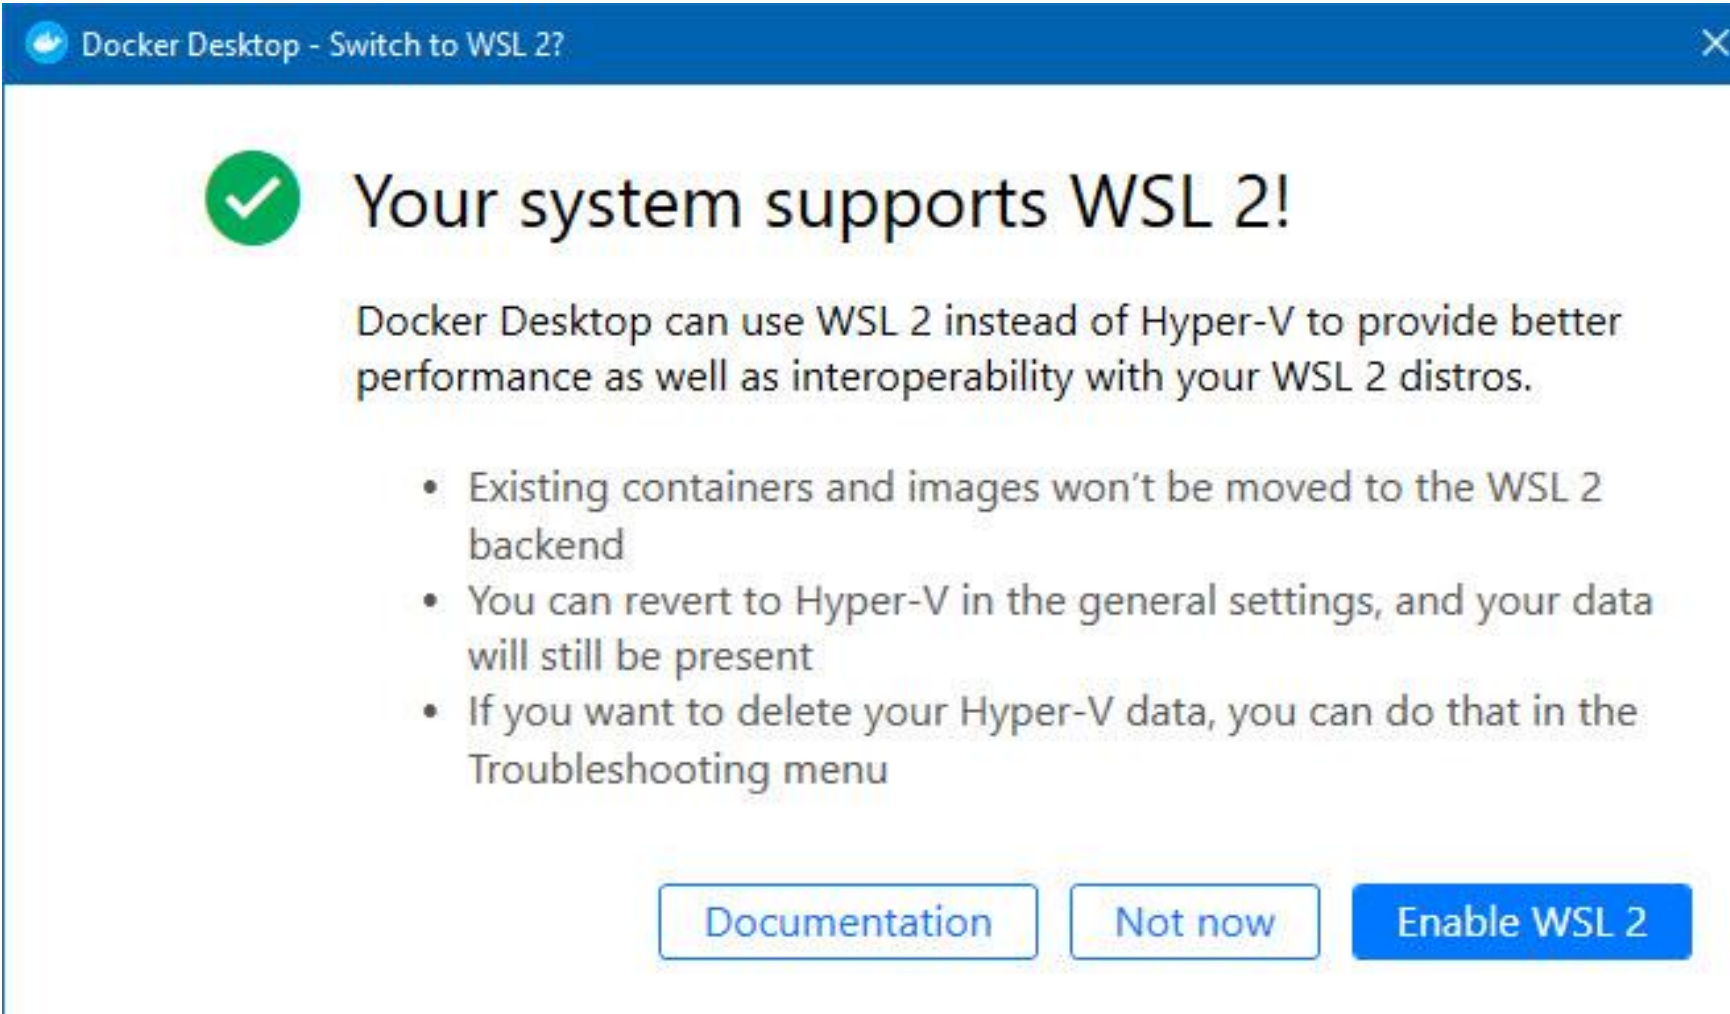 Docker Desktop - Switch to WSL 2?
Your system supports WSL 2!
Docker Desktop can use WSL 2 instead of Hyper-V to provide better
performance as well as interoperability with your WSL 2 distros.
• Existing containers and images won't be moved to the WSL 2
backend
• You can revert to Hyper-V in the general settings, and your data
will still be present
• If you want to delete your Hyper-V data, you can do that in the
Troubleshooting menu
Documentation
Not now
Enable WSL 2